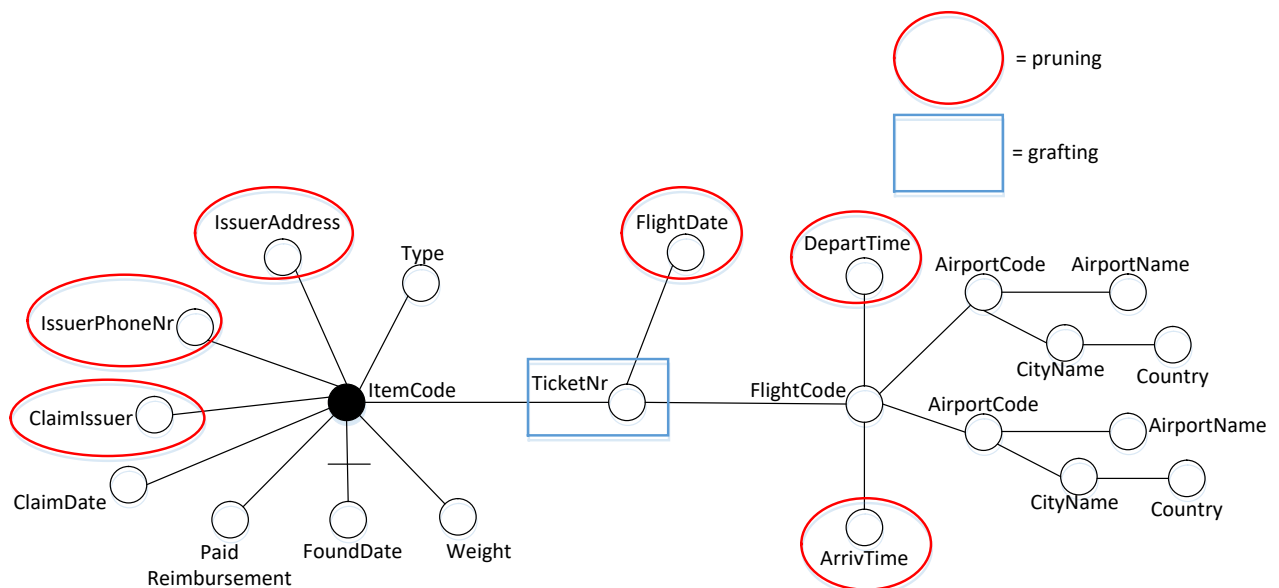 = pruning
= grafting
IssuerAddress
FlightDate
DepartTime
Type
AirportCode
AirportName
IssuerPhoneNr
CityName
Country
ItemCode
TicketNr
FlightCode
ClaimIssuer
AirportCode
AirportName
ClaimDate
CityName
Country
Paid
Reimbursement
FoundDate
Weight
ArrivTime